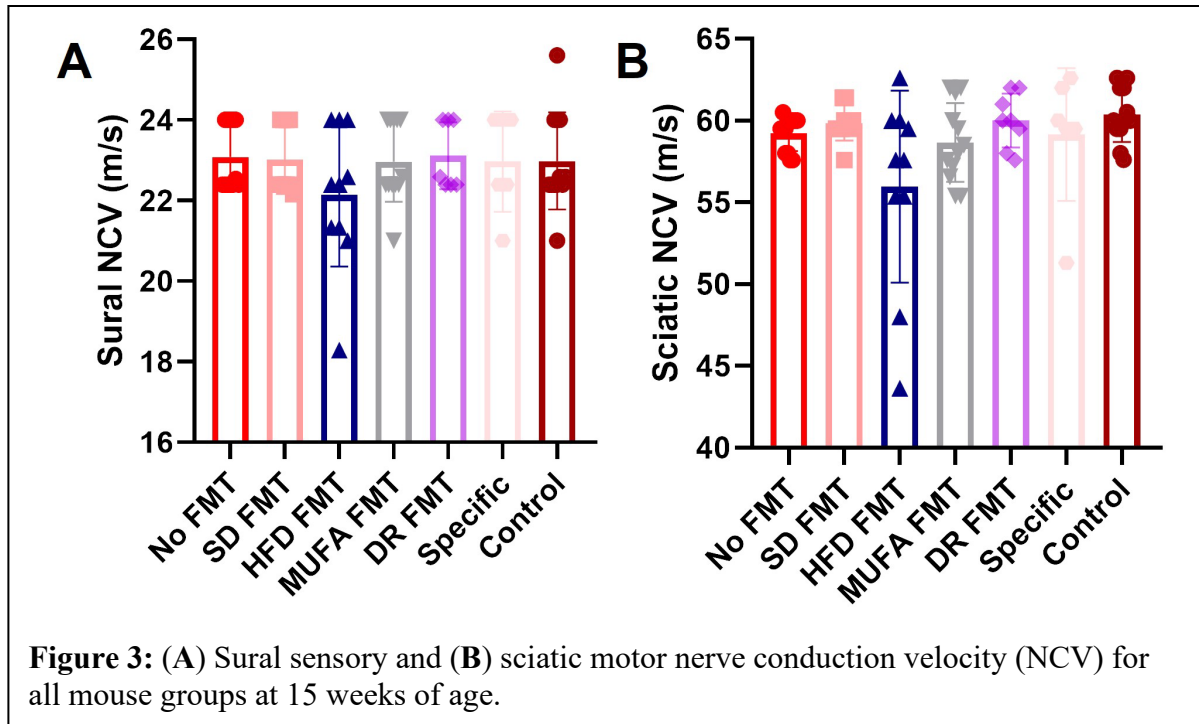 A
Sural NCV (m/s)
26
24
22
20
18
16
No FMT
SD FMT
HFD FMT
MUFA FMT
DR FMT
Specific
Control
B
Sciatic NCV (m/s)
65
60
55
50
45
40
No FMT
SD FMT
HFD FMT
MUFA FMT
DR FMT
Specific
Control
Figure 3: (A) Sural sensory and (B) sciatic motor nerve conduction velocity (NCV) for
all mouse groups at 15 weeks of age.